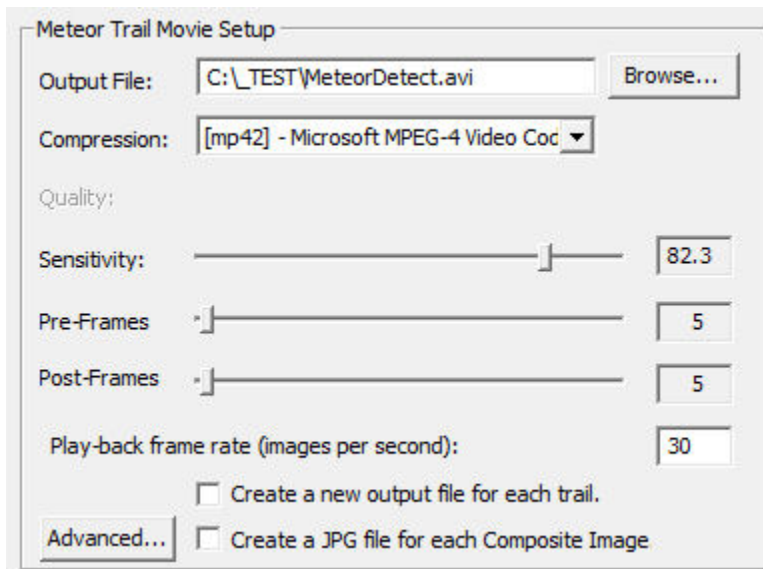 Meteor Trail Movie Setup
Output File: C:\_TEST\MeteorDetect.avi Browse...
Compression: [mp42] - Microsoft MPEG-4 Video Cod
Quality:
Sensitivity: 82.3
Pre-Frames 5
Post-Frames 5
Play-back frame rate (images per second): 30
Create a new output file for each trail.
Advanced... Create a JPG file for each Composite Image